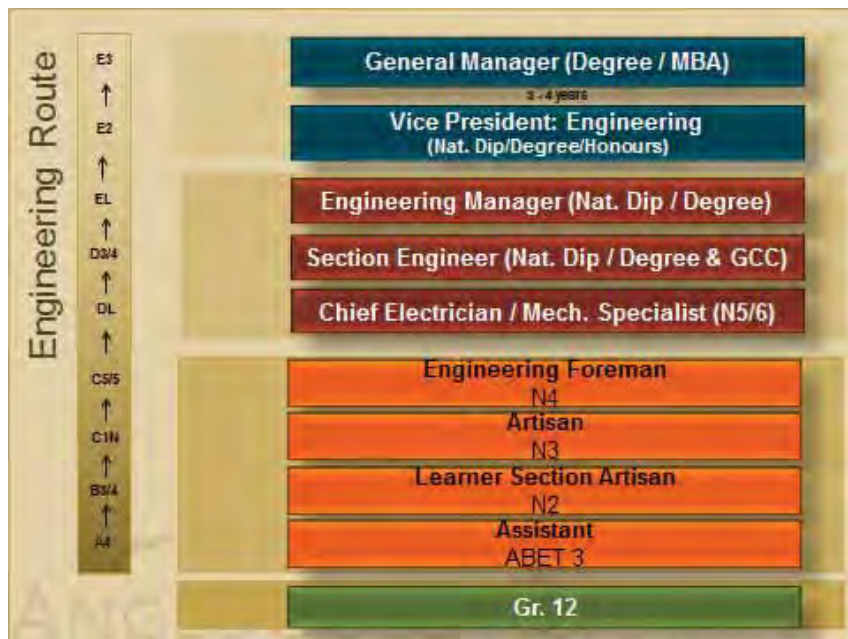 Engineering Route
E3
General Manager (Degree / MBA)
3 - 4 years
E2
Vice President: Engineering
(Nat. Dip/Degree/Honours)
EL
Engineering Manager (Nat. Dip / Degree)
D3/4
Section Engineer (Nat. Dip / Degree & GCC)
DL
Chief Electrician / Mech. Specialist (N5/6)
C5/5
Engineering Foreman
N4
C1N
Artisan
N3
B3/4
Learner Section Artisan
N2
A4
Assistant
ABET 3
Gr. 12